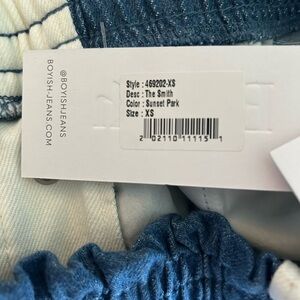 @BOYISHJEANS
BOYISH-JEANS.COM
Style : 469202-XS
Desc : The Smith
Color : Sunset Park
Size : XS
2 02110 11115 1